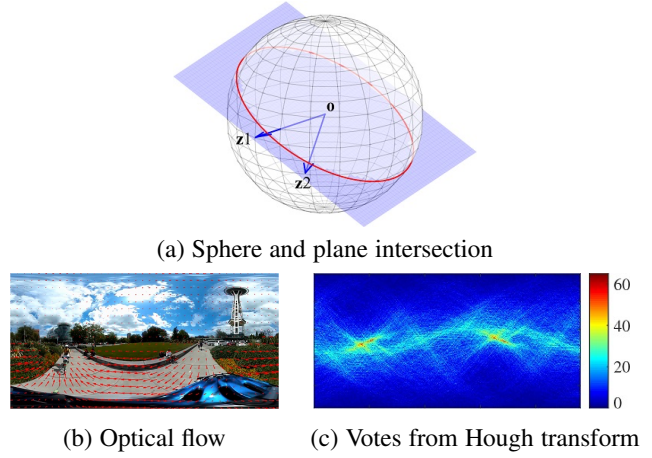 o
z1
z2
(a) Sphere and plane intersection
60
40
20
0
(b) Optical flow
(c) Votes from Hough transform